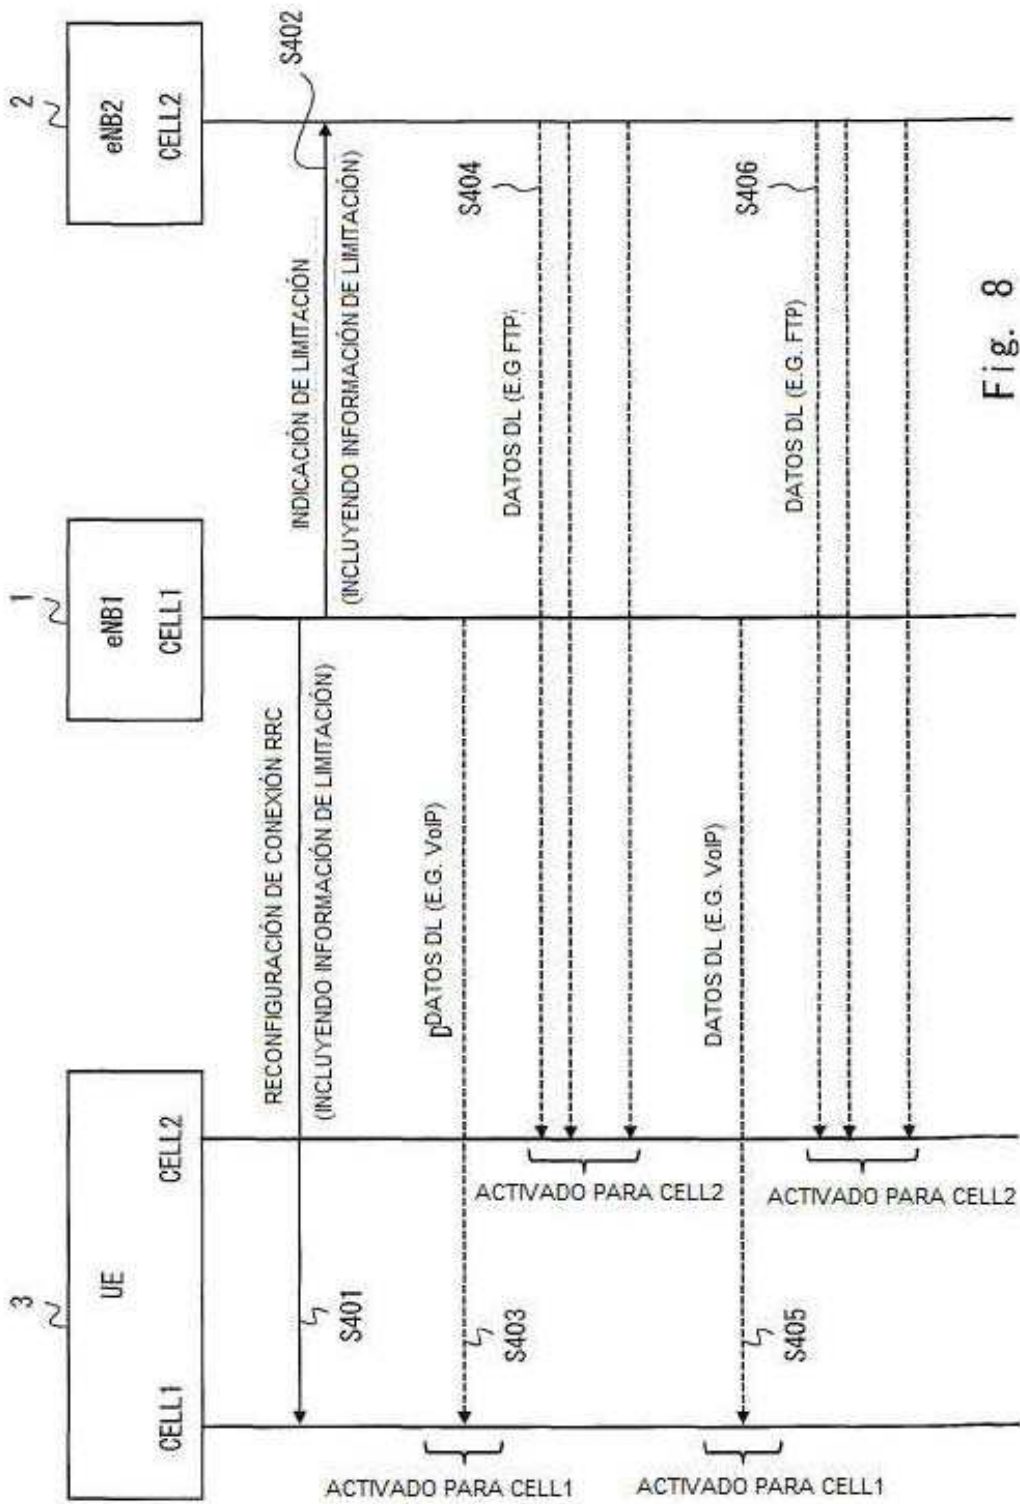 3
UE
CELL1
CELL2
1
eNB1
CELL1
2
eNB2
CELL2
RECONFIGURACIÓN DE CONEXIÓN RRC
(INCLUYENDO INFORMACIÓN DE LIMITACIÓN)
S401
INDICACIÓN DE LIMITACIÓN
(INCLUYENDO INFORMACIÓN DE LIMITACIÓN)
S402
DDATOS DL (E.G. VoIP)
S403
ACTIVADO PARA CELL1
DATOS DL (E.G FTP)
S404
ACTIVADO PARA CELL2
DATOS DL (E.G. VoIP)
S405
ACTIVADO PARA CELL1
DATOS DL (E.G. FTP)
S406
ACTIVADO PARA CELL2
Fig. 8